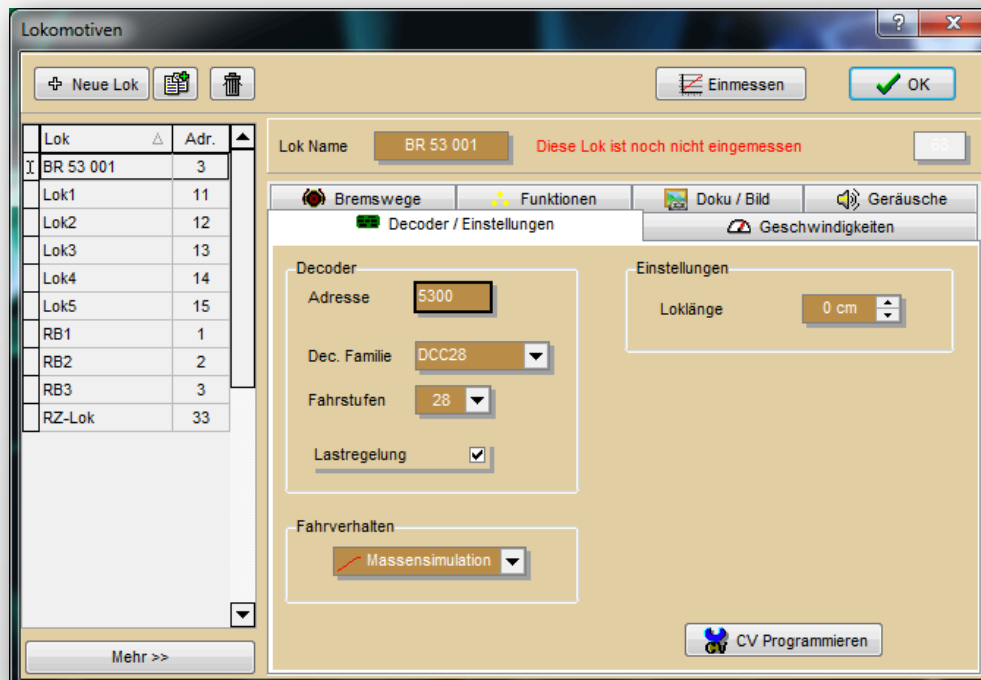 Lokomotiven
?
X
Neue Lok
Einmessen
OK
Lok Adr.
BR 53 001 3
Lok1 11
Lok2 12
Lok3 13
Lok4 14
Lok5 15
RB1 1
RB2 2
RB3 3
RZ-Lok 33
Mehr >>
Lok Name BR 53 001 Diese Lok ist noch nicht eingemessen 63
Bremswege Funktionen Doku / Bild Geräusche
Decoder / Einstellungen Geschwindigkeiten
Decoder
Adresse 5300
Dec. Familie DCC28
Fahrstufen 28
Lastregelung
Fahrverhalten
Massensimulation
Einstellungen
Loklänge 0 cm
CV CV Programmieren